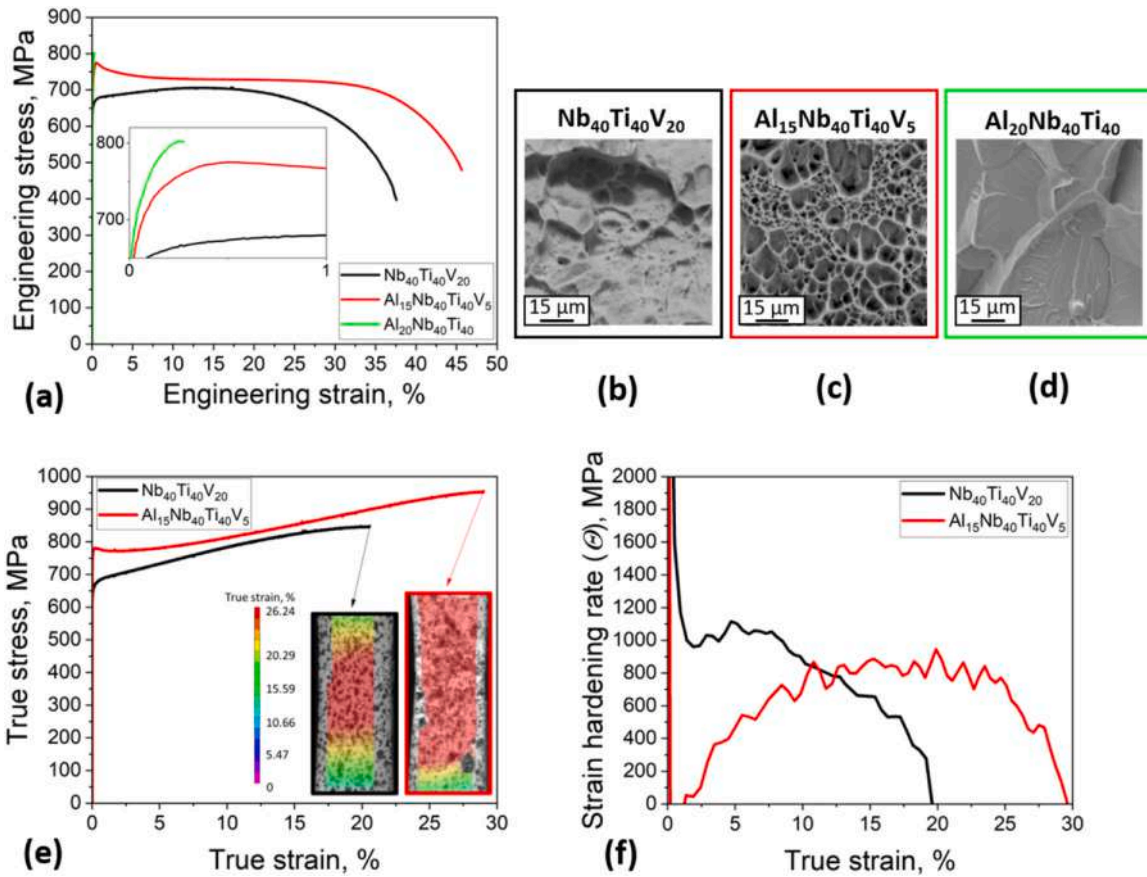 900
800
700
600
500
400
300
200
100
0
Engineering stress, MPa
800
700
0
1
Nb₄₀Ti₄₀V₂₀
Al₁₅Nb₄₀Ti₄₀V₅
Al₂₀Nb₄₀Ti₄₀
0 5 10 15 20 25 30 35 40 45 50
Engineering strain, %
(a)
Nb₄₀Ti₄₀V₂₀
15 µm
(b)
Al₁₅Nb₄₀Ti₄₀V₅
15 µm
(c)
Al₂₀Nb₄₀Ti₄₀
15 µm
(d)
1000
900
800
700
600
500
400
300
200
100
0
True stress, MPa
Nb₄₀Ti₄₀V₂₀
Al₁₅Nb₄₀Ti₄₀V₅
True strain, %
26.24
20.29
15.59
10.66
5.47
0
0 5 10 15 20 25 30
True strain, %
(e)
2000
1800
1600
1400
1200
1000
800
600
400
200
0
Strain hardening rate (Θ), MPa
Nb₄₀Ti₄₀V₂₀
Al₁₅Nb₄₀Ti₄₀V₅
0 5 10 15 20 25 30
True strain, %
(f)